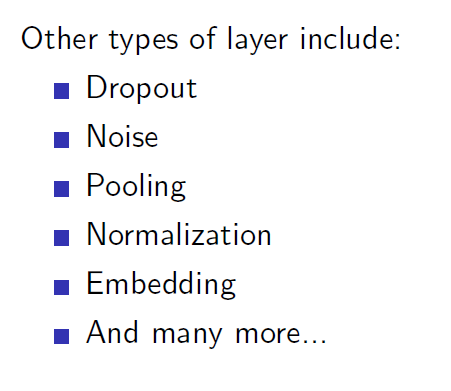 Other types of layer include:
Dropout
Noise
Pooling
Normalization
Embedding
And many more...